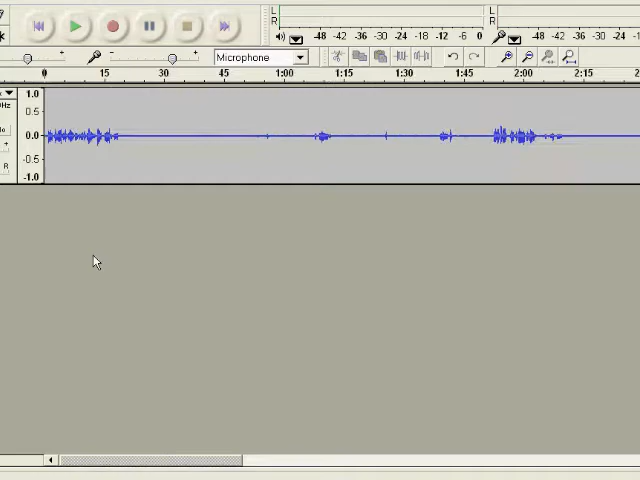 L
R
-48 -42 -36 -30 -24 -18 -12 -6 0
L
R
-48 -42 -36 -30 -24
Microphone
0 15 30 45 1:00 1:15 1:30 1:45 2:00 2:15
1.0
0.5
0.0
-0.5
-1.0
Hz
R